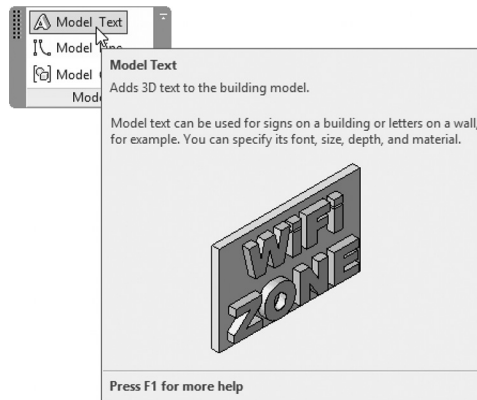 Model Text
Model
Model
Mode
Model Text
Adds 3D text to the building model.
Model text can be used for signs on a building or letters on a wall,
for example. You can specify its font, size, depth, and material.
WiFi
ZONE
Press F1 for more help